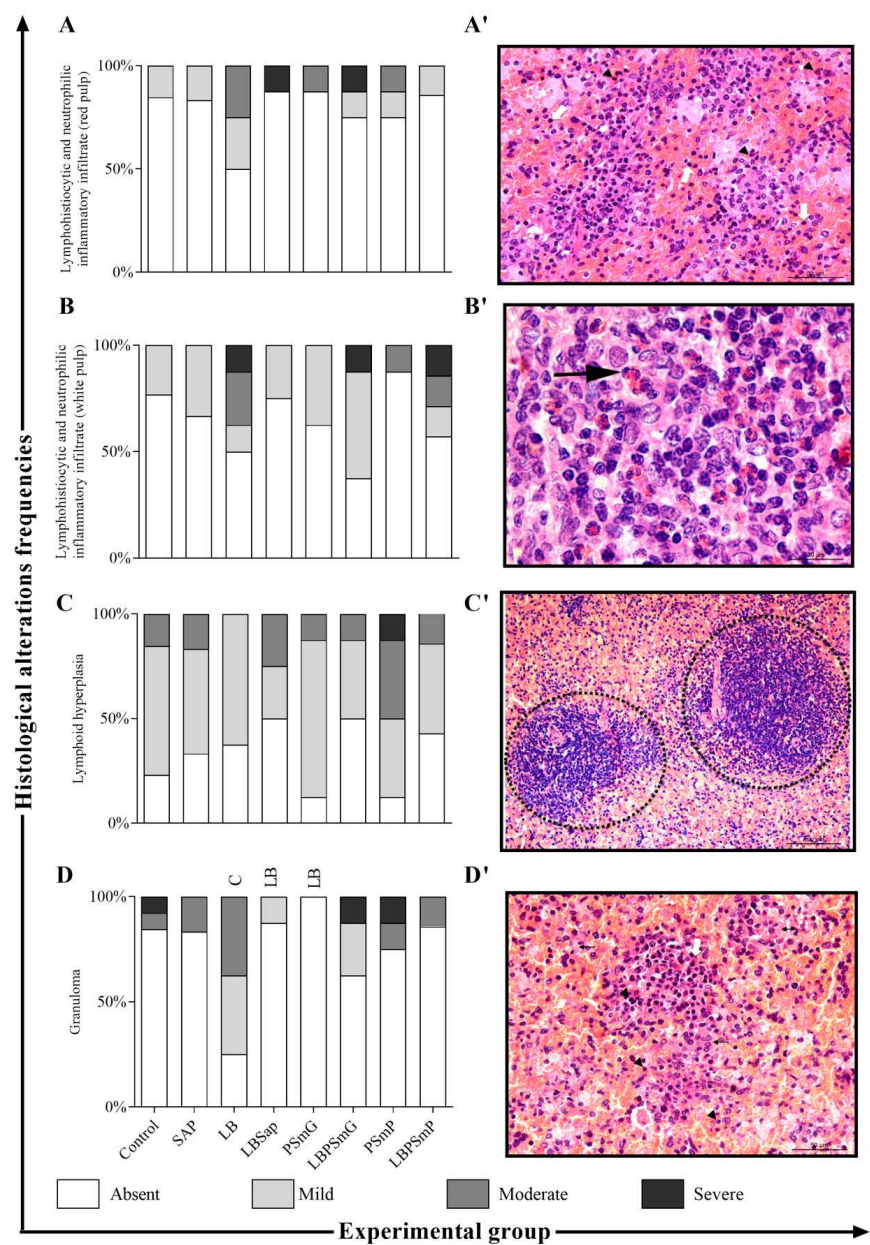 Histological alterations frequencies
A
A'
Lymphohistiocytic and neutrophilic
inflammatory infiltrate (red pulp)
100%
50%
0%
B
B'
Lymphohistiocytic and neutrophilic
inflammatory infiltrate (white pulp)
100%
50%
0%
C
C'
Lymphoid hyperplasia
100%
50%
0%
D
D'
Granuloma
C
LB
LB
100%
50%
0%
Control
SAP
LB
LBSap
PSmG
LBPSmG
PSmP
LBPSmP
Absent
Mild
Moderate
Severe
Experimental group